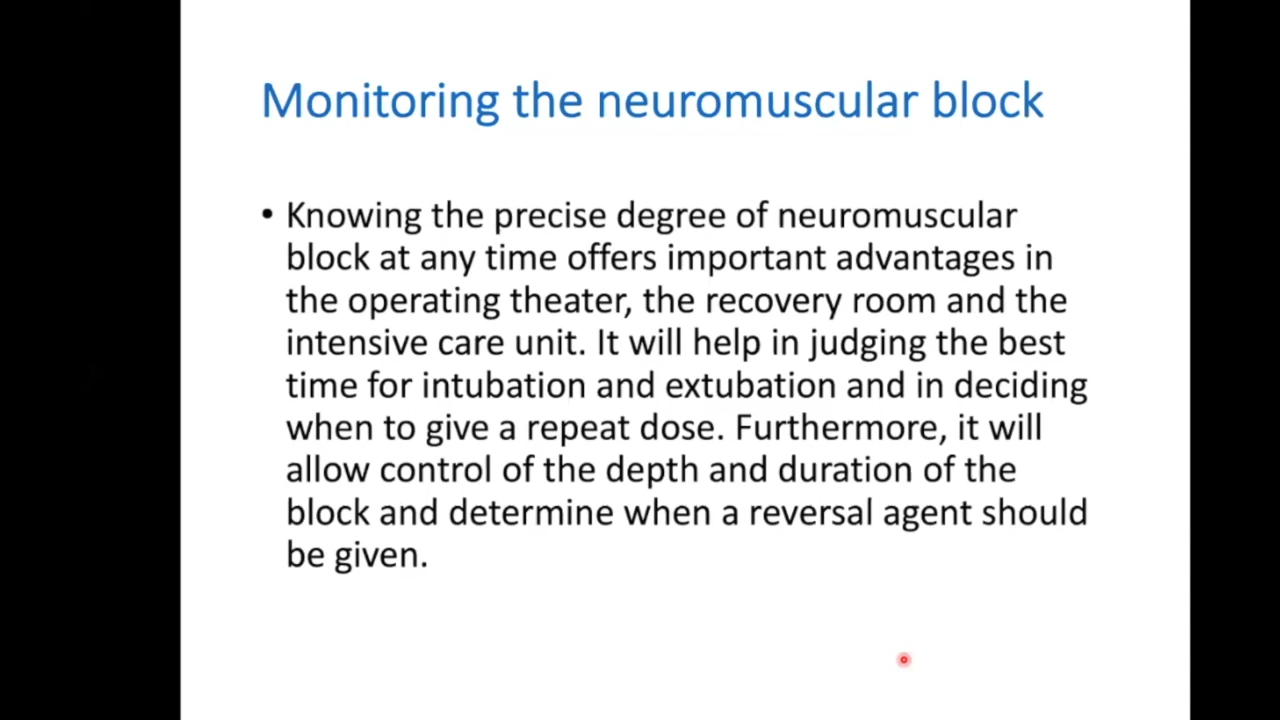 Monitoring the neuromuscular block
• Knowing the precise degree of neuromuscular
block at any time offers important advantages in
the operating theater, the recovery room and the
intensive care unit. It will help in judging the best
time for intubation and extubation and in deciding
when to give a repeat dose. Furthermore, it will
allow control of the depth and duration of the
block and determine when a reversal agent should
be given.